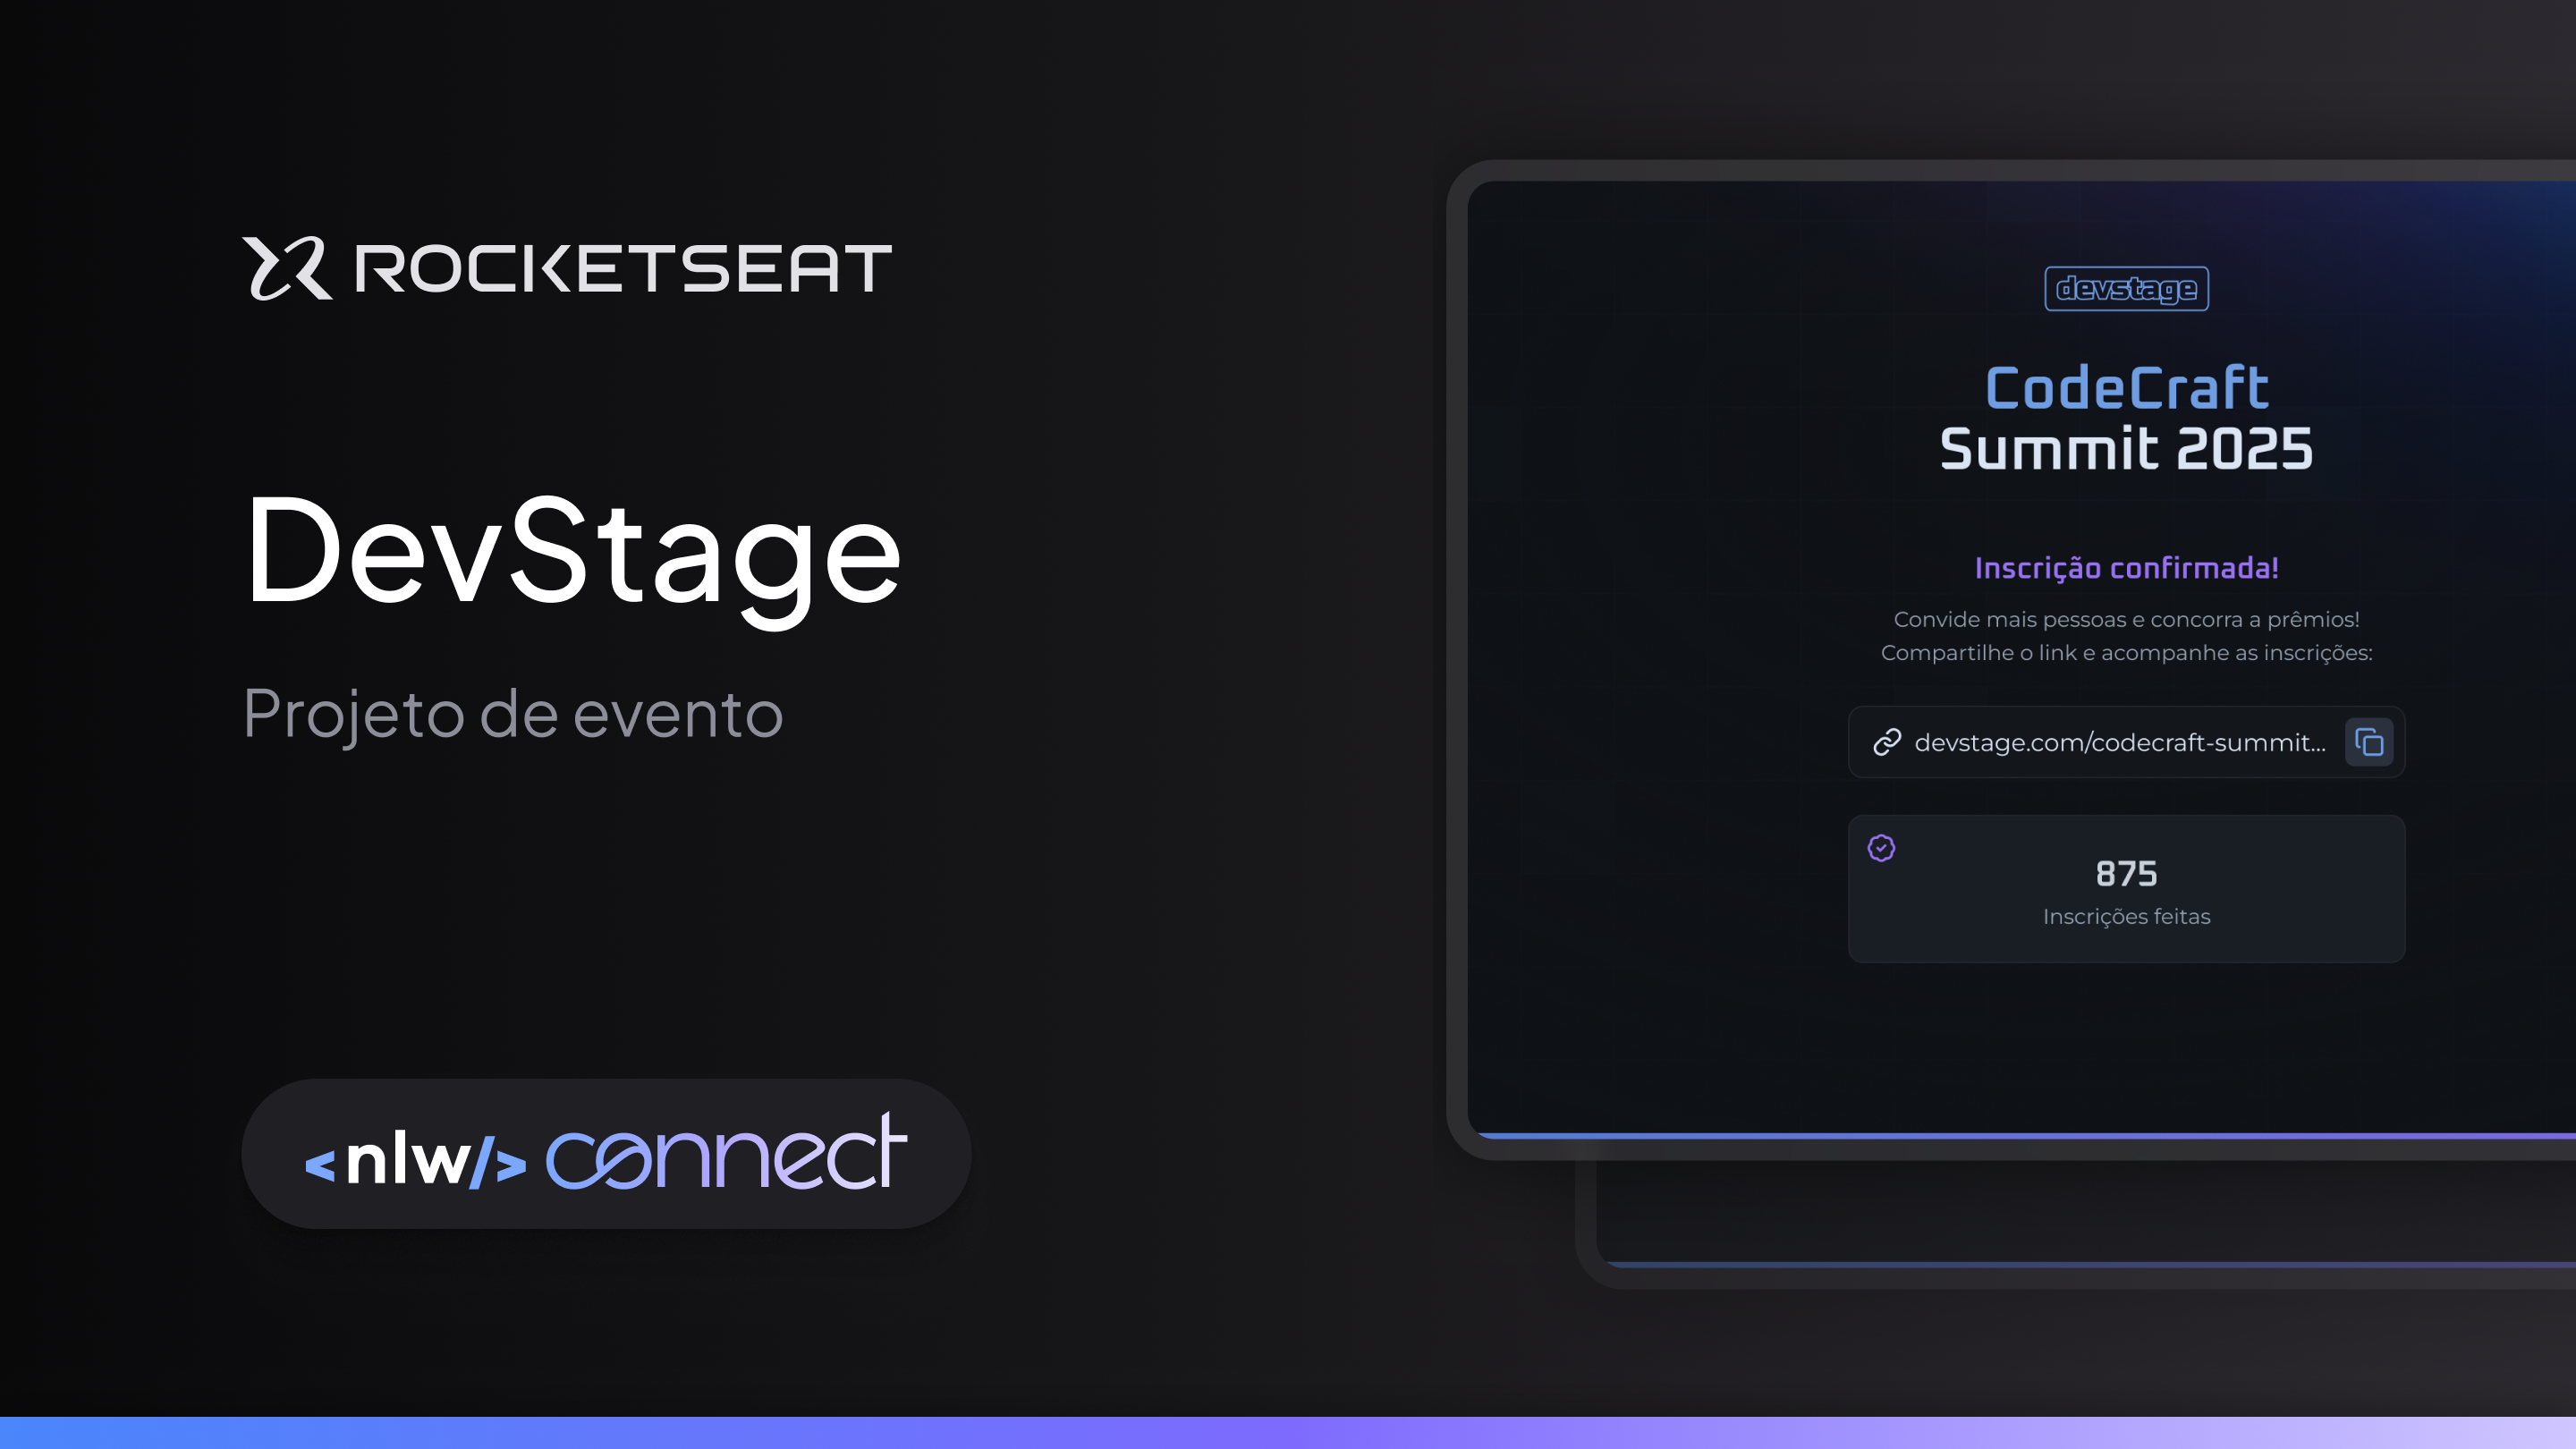 ROCKETSEAT
DevStage
Projeto de evento
<nlw/> connect
devstage
CodeCraft
Summit 2025
Inscrição confirmada!
Convide mais pessoas e concorra a prêmios!
Compartilhe o link e acompanhe as inscrições:
devstage.com/codecraft-summit...
875
Inscrições feitas